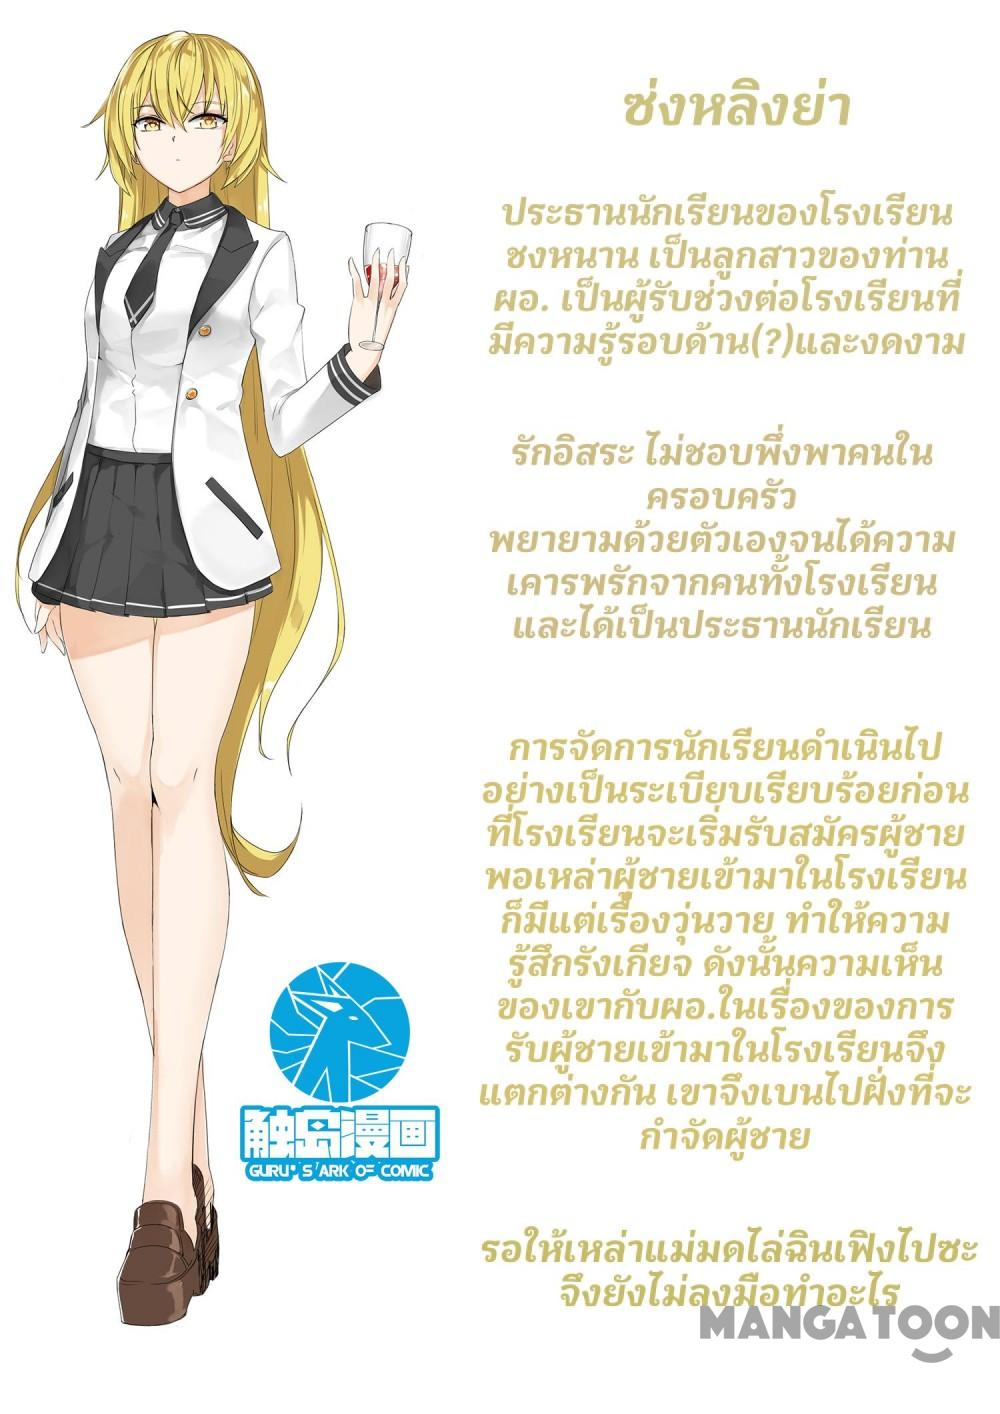 ซ่งหลิงย่า
ประธานนักเรียนของโรงเรียน
ชงหนาน เป็นลูกสาวของท่าน
ผอ. เป็นผู้รับช่วงต่อโรงเรียนที่
มีความรู้รอบด้าน(?)และงดงาม
รักอิสระ ไม่ชอบพึ่งพาคนใน
ครอบครัว
พยายามด้วยตัวเองจนได้ความ
เคารพรักจากคนทั้งโรงเรียน
และได้เป็นประธานนักเรียน
การจัดการนักเรียนดำเนินไป
อย่างเป็นระเบียบเรียบร้อยก่อน
ที่โรงเรียนจะเริ่มรับสมัครผู้ชาย
พอเหล่าผู้ชายเข้ามาในโรงเรียน
ก็มีแต่เรื่องวุ่นวาย ทำให้ความ
รู้สึกรังเกียจ ดังนั้นความเห็น
ของเขากับผอ.ในเรื่องของการ
รับผู้ชายเข้ามาในโรงเรียนจึง
แตกต่างกัน เขาจึงเบนไปฝั่งที่จะ
กำจัดผู้ชาย
触岛漫画
GURU'S ARK OF COMIC
รอให้เหล่าแม่มดไล่ฉินเฟิงไปซะ
จึงยังไม่ลงมือทำอะไร
MANGATOON